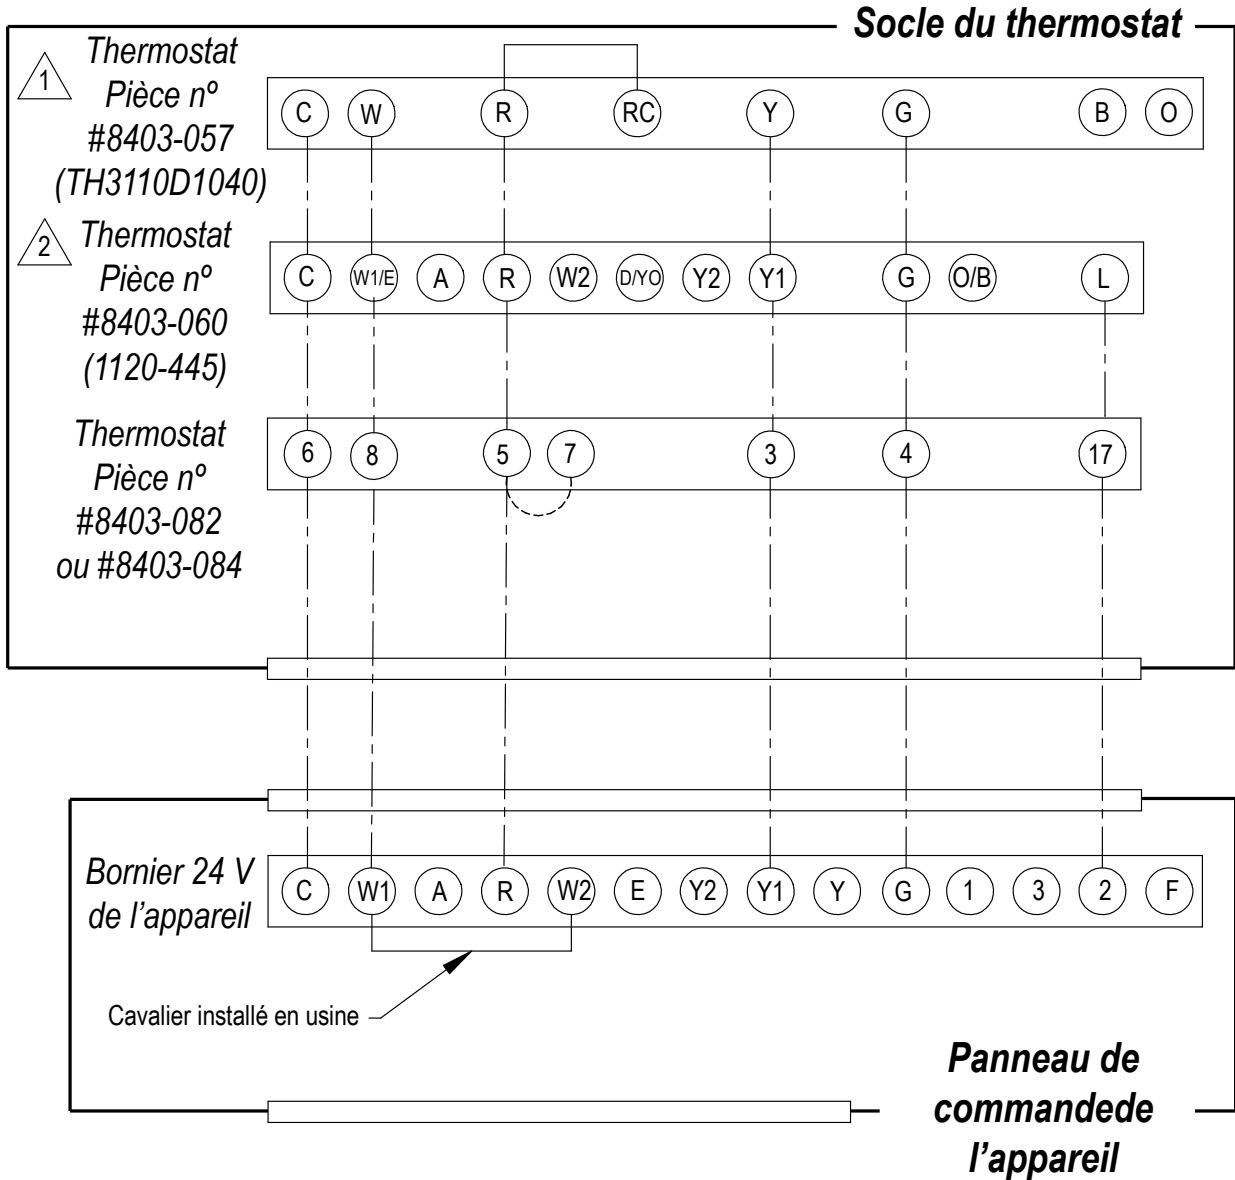 Socle du thermostat
1
Thermostat
Pièce nº
#8403-057
(TH3110D1040)
C W R RC Y G B O
2
Thermostat
Pièce nº
#8403-060
(1120-445)
C W1/E A R W2 D/YO Y2 Y1 G O/B L
Thermostat
Pièce nº
#8403-082
ou #8403-084
6 8 5 7 3 4 17
Bornier 24 V
de l’appareil
C W1 A R W2 E Y2 Y1 Y G 1 3 2 F
Cavalier installé en usine
Panneau de
commandede
l’appareil